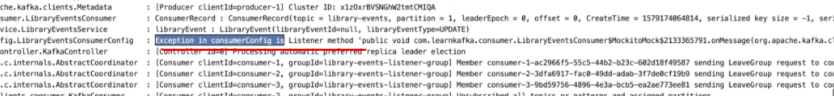 che.kafka.clients.Metadata : [Producer clientId=producer-1] Cluster ID: x1zOxrBVSNGhW2tmtCMIQA
sumer.LibraryEventsConsumer : ConsumerRecord : ConsumerRecord(topic = library-events, partition = 1, leaderEpoch = 0, offset = 0, CreateTime = 1579174064814, serialized key size = -1, seri
vice.LibraryEventsService : libraryEvent : LibraryEvent(libraryEventId=null, libraryEventType=UPDATE)
fig.LibraryEventsConsumerConfig : Exception in consumerConfig is Listener method 'public void com.learnkafka.consumer.LibraryEventsConsumer$MockitoMock$2133365791.onMessage(org.apache.kafka.cl
ontroller.KafkaController : [Controller id=0] Processing automatic preferred replica leader election
.c.internals.AbstractCoordinator : [Consumer clientId=consumer-1, groupId=library-events-listener-group] Member consumer-1-ac2966f5-55c5-44b2-b23c-682d18f49587 sending LeaveGroup request to co
.c.internals.AbstractCoordinator : [Consumer clientId=consumer-2, groupId=library-events-listener-group] Member consumer-2-3dfa6917-fac0-49dd-adab-3f7de0cf19b9 sending LeaveGroup request to co
.c.internals.AbstractCoordinator : [Consumer clientId=consumer-3, groupId=library-events-listener-group] Member consumer-3-9bd59756-4896-4e3a-bcb5-ea2ae773ee81 sending LeaveGroup request to co